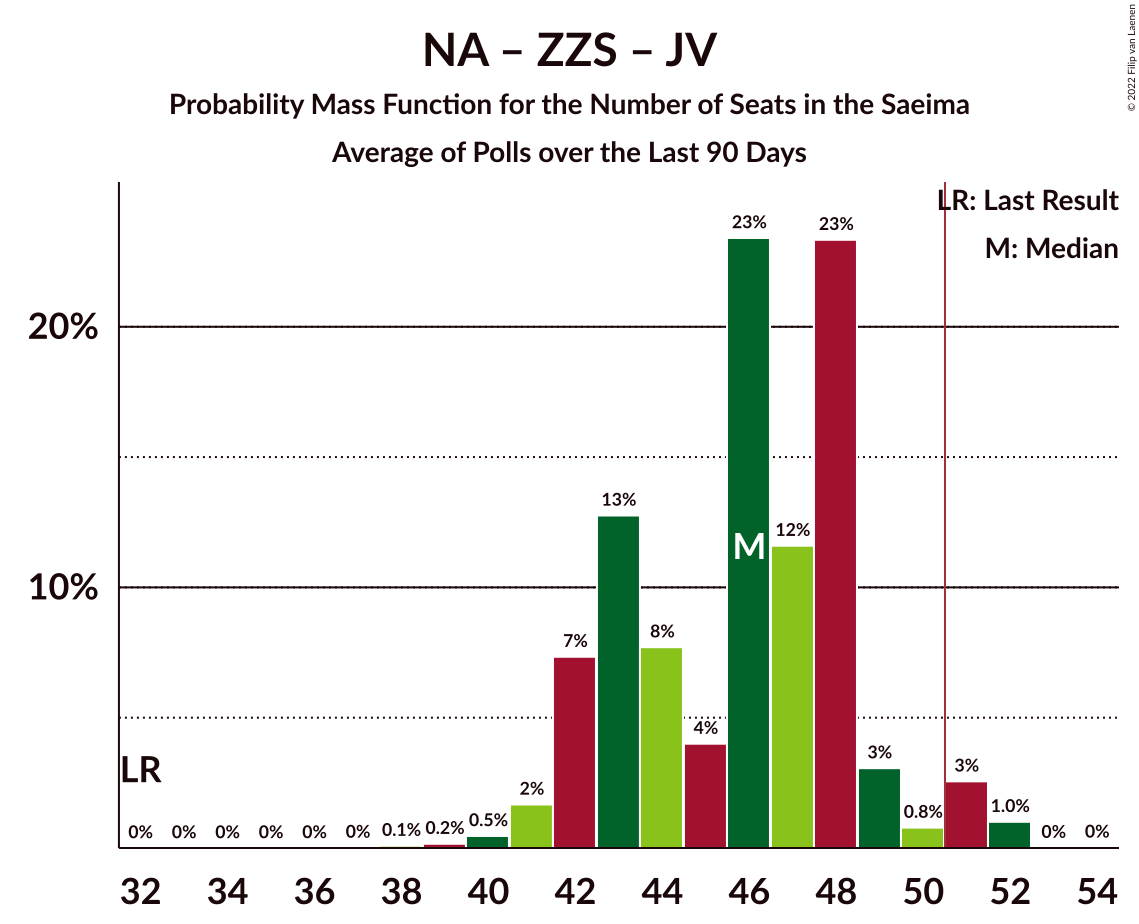 NA – ZZS – JV
Probability Mass Function for the Number of Seats in the Saeima
Average of Polls over the Last 90 Days
© 2022 Filip van Laenen
LR: Last Result
M: Median
20%
10%
23%
23%
13%
12%
M
7%
8%
4%
LR
0%
0%
0%
0%
0%
0%
0.1%
0.2%
0.5%
2%
3%
0.8%
3%
1.0%
0%
0%
32 34 36 38 40 42 44 46 48 50 52 54